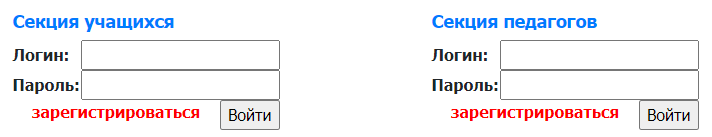 Секция учащихся
Логин:
Пароль:
зарегистрироваться Войти
Секция педагогов
Логин:
Пароль:
зарегистрироваться Войти